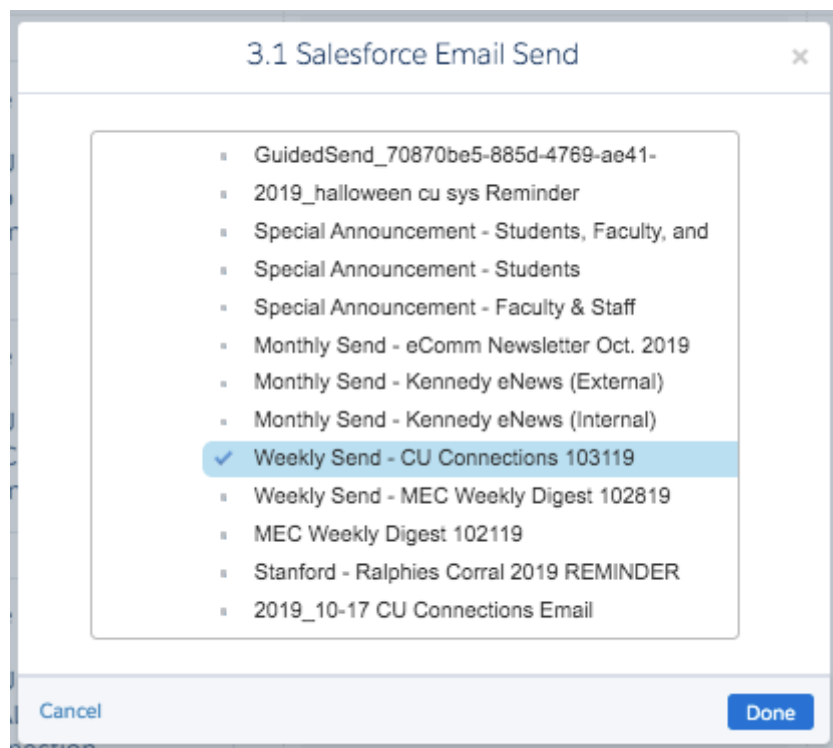 3.1 Salesforce Email Send
×
GuidedSend_70870be5-885d-4769-ae41-
2019_halloween cu sys Reminder
Special Announcement - Students, Faculty, and
Special Announcement - Students
Special Announcement - Faculty & Staff
Monthly Send - eComm Newsletter Oct. 2019
Monthly Send - Kennedy eNews (External)
Monthly Send - Kennedy eNews (Internal)
Weekly Send - CU Connections 103119
Weekly Send - MEC Weekly Digest 102819
MEC Weekly Digest 102119
Stanford - Ralphies Corral 2019 REMINDER
2019_10-17 CU Connections Email
Cancel
Done